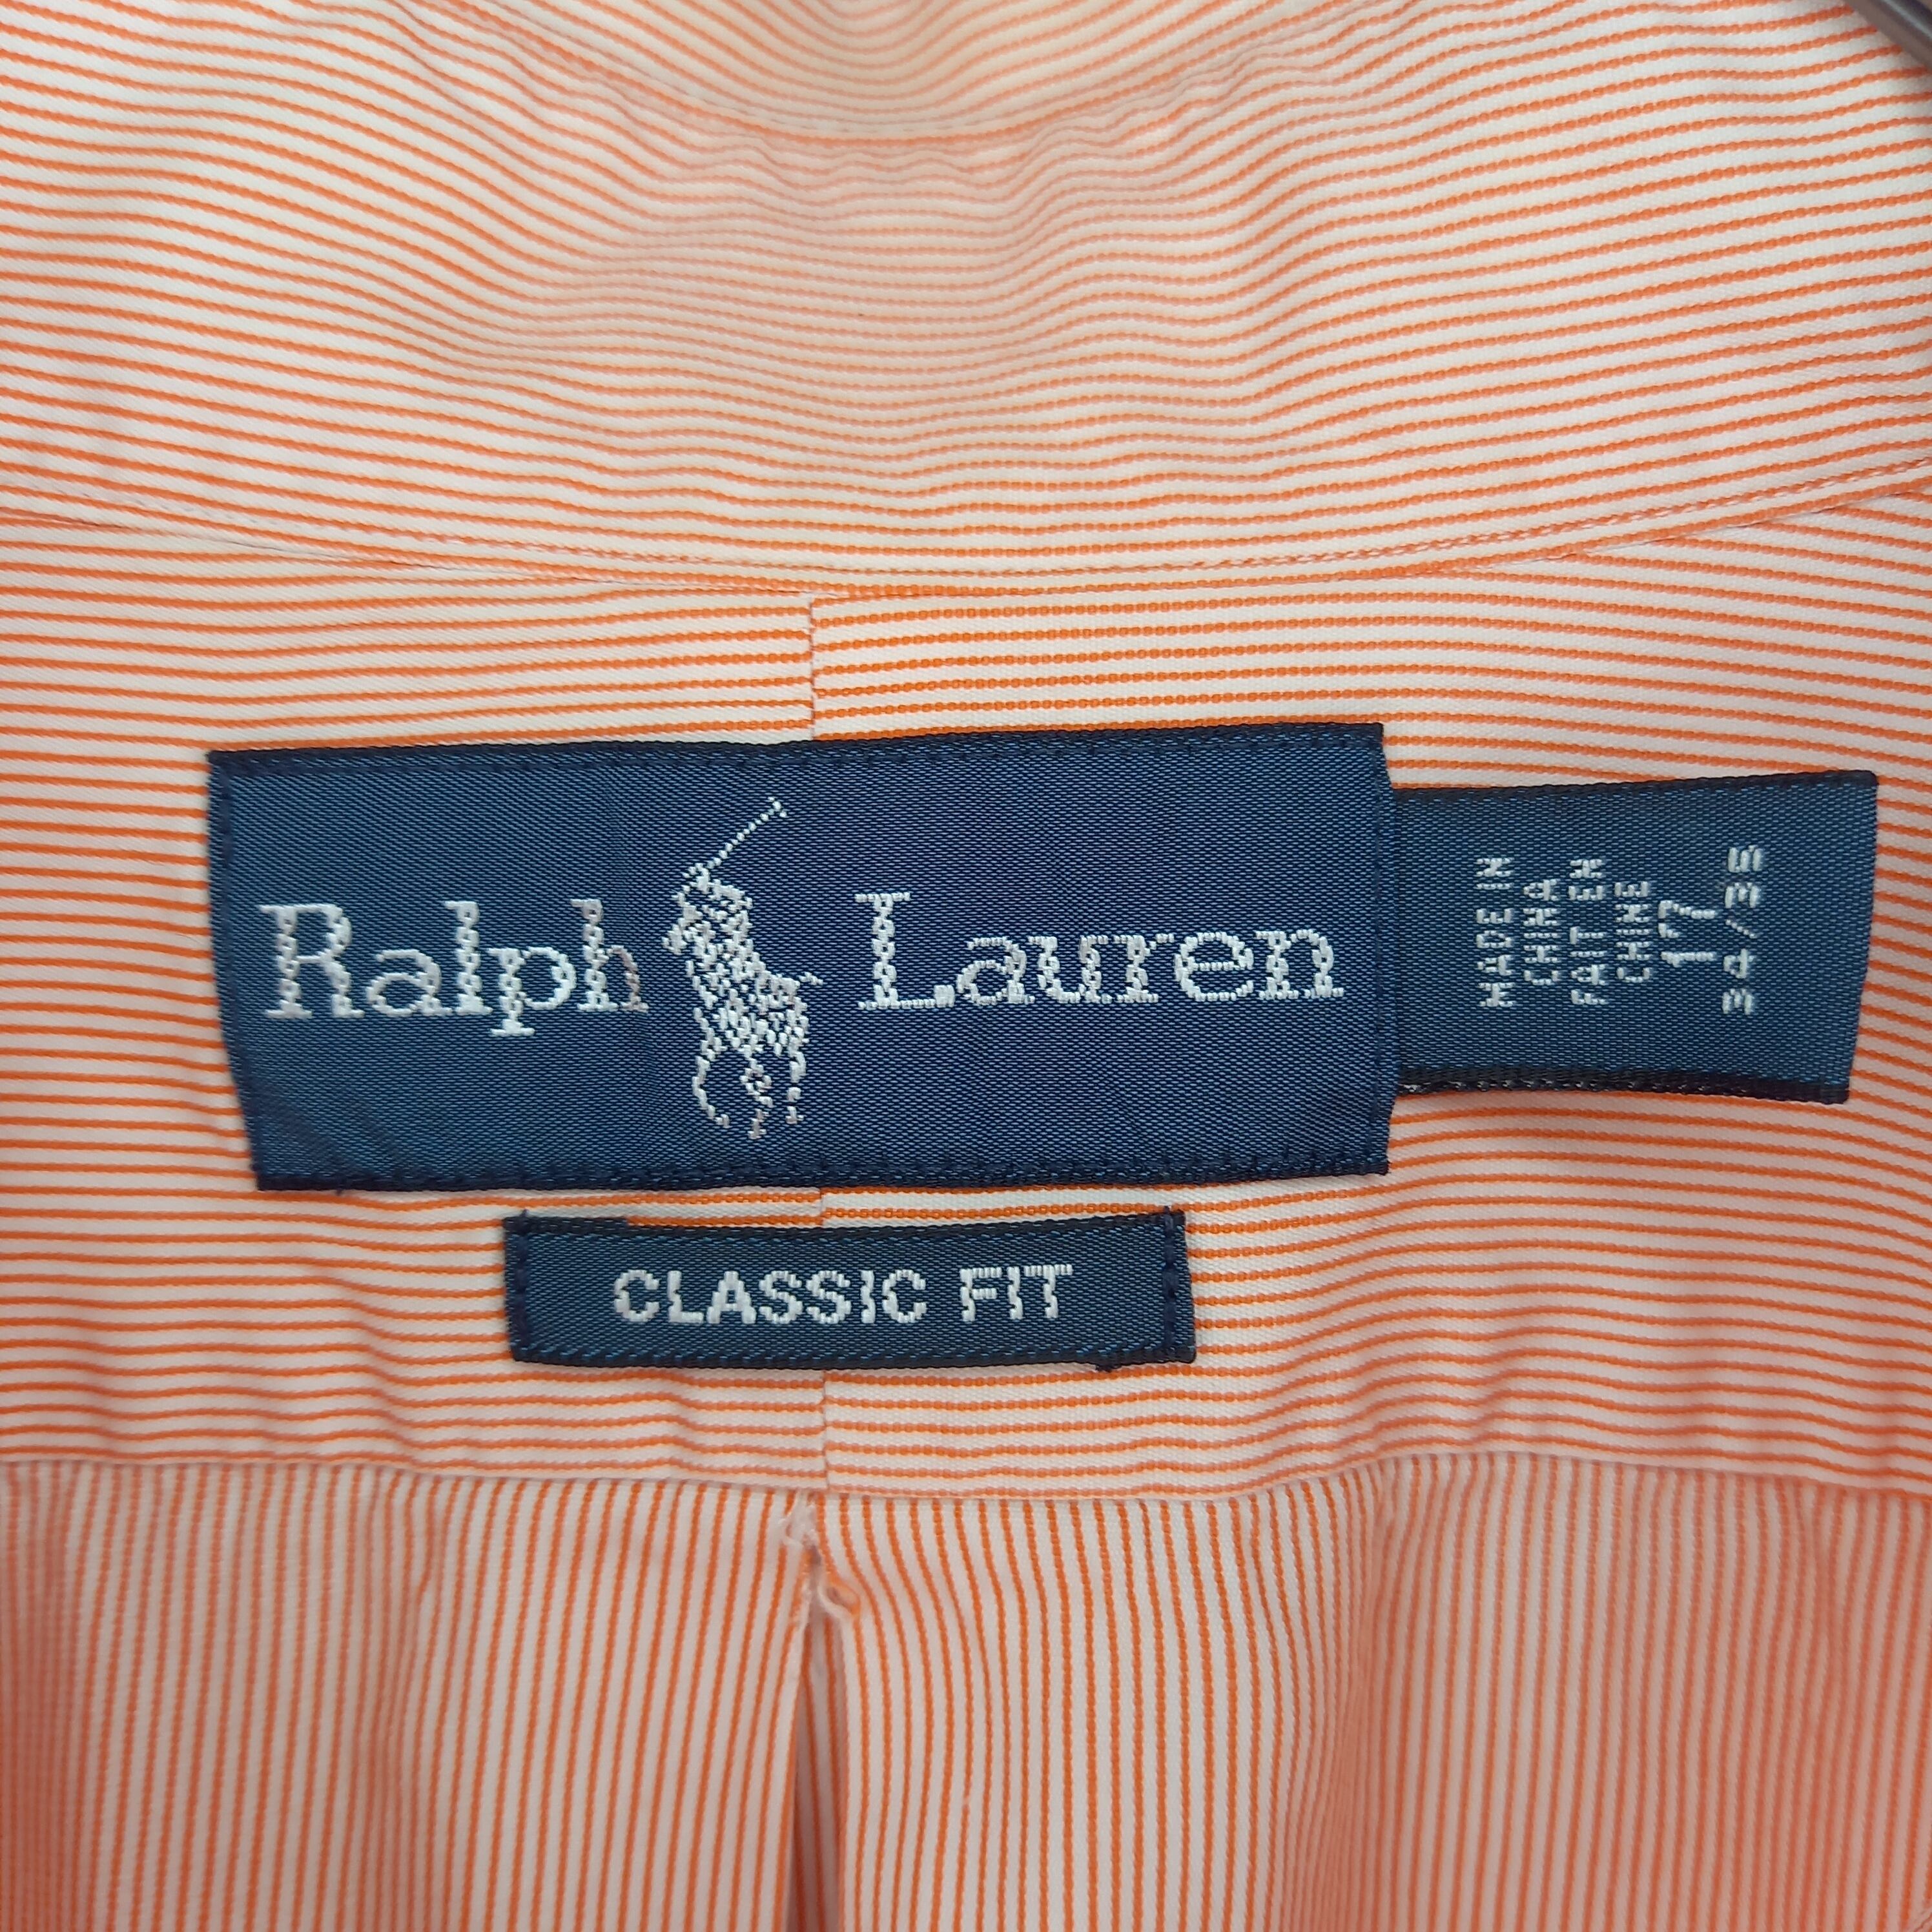 Ralph Lauren
MADE IN
CHINA
FAIT EN
CHINE
17
34/35
CLASSIC FIT